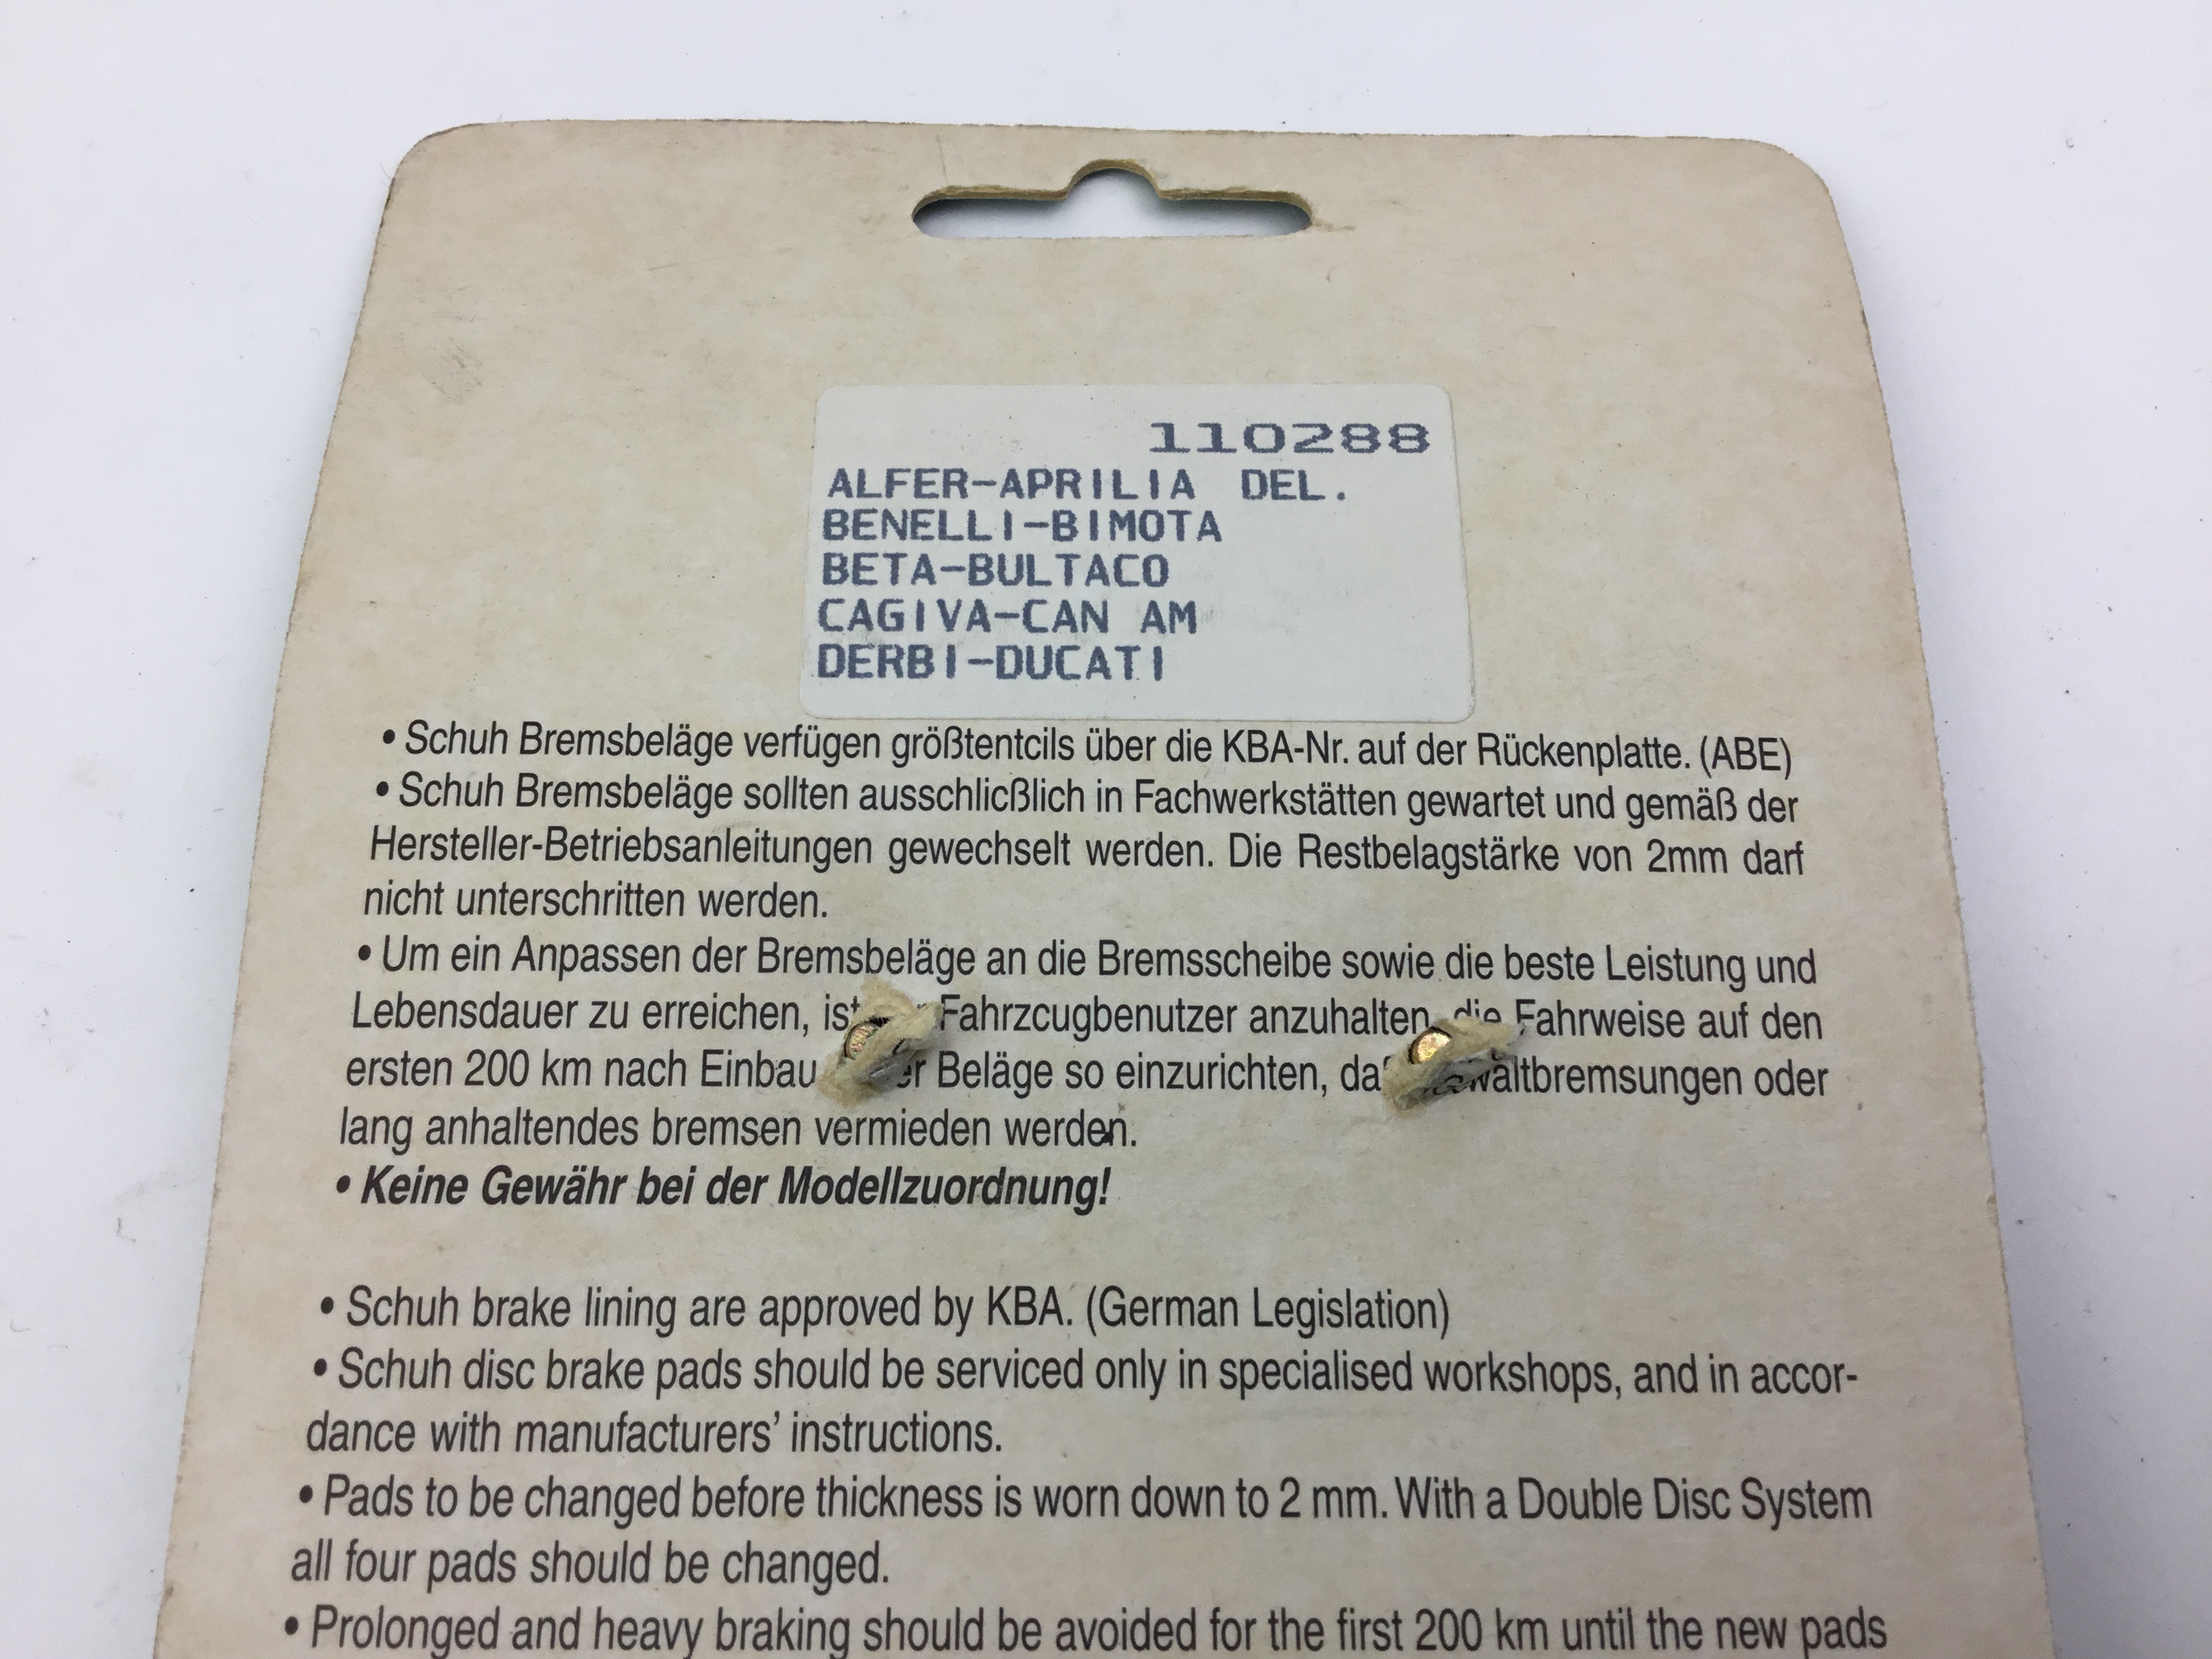 110288
ALFER-APRILIA DEL.
BENELLI-BIMOTA
BETA-BULTACO
CAGIVA-CAN AM
DERBI-DUCATI
• Schuh Bremsbeläge verfügen größtentcils über die KBA-Nr. auf der Rückenplatte. (ABE)
• Schuh Bremsbeläge sollten ausschlicßlich in Fachwerkstätten gewartet und gemäß der
Hersteller-Betriebsanleitungen gewechselt werden. Die Restbelagstärke von 2mm darf
nicht unterschritten werden.
• Um ein Anpassen der Bremsbeläge an die Bremsscheibe sowie die beste Leistung und
Lebensdauer zu erreichen, ist Fahrzcugbenutzer anzuhalten, die Fahrweise auf den
ersten 200 km nach Einbau Beläge so einzurichten, oder
lang anhaltendes bremsen vermieden werden.
• Keine Gewähr bei der Modellzuordnung!
• Schuh brake lining are approved by KBA. (German Legislation)
• Schuh disc brake pads should be serviced only in specialised workshops, and in accor-
dance with manufacturers' instructions.
• Pads to be changed before thickness is worn down to 2 mm. With a Double Disc System
all four pads should be changed.
• Prolonged and heavy braking should be avoided for the first 200 km until the new pads